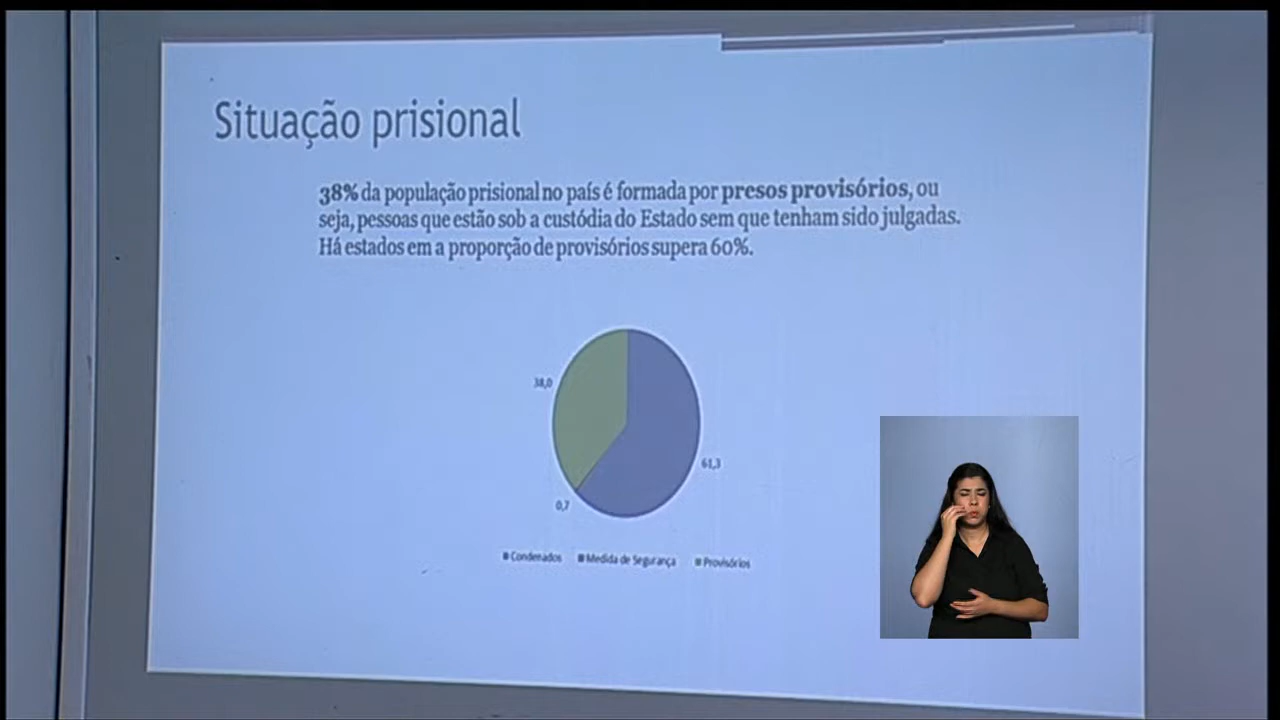 Situação prisional
38% da população prisional no país é formada por presos provisórios, ou
seja, pessoas que estão sob a custódia do Estado sem que tenham sido julgadas.
Há estados em a proporção de provisórios supera 60%.
38,0
61,3
0,7
Condenados Medida de Segurança Provisórios